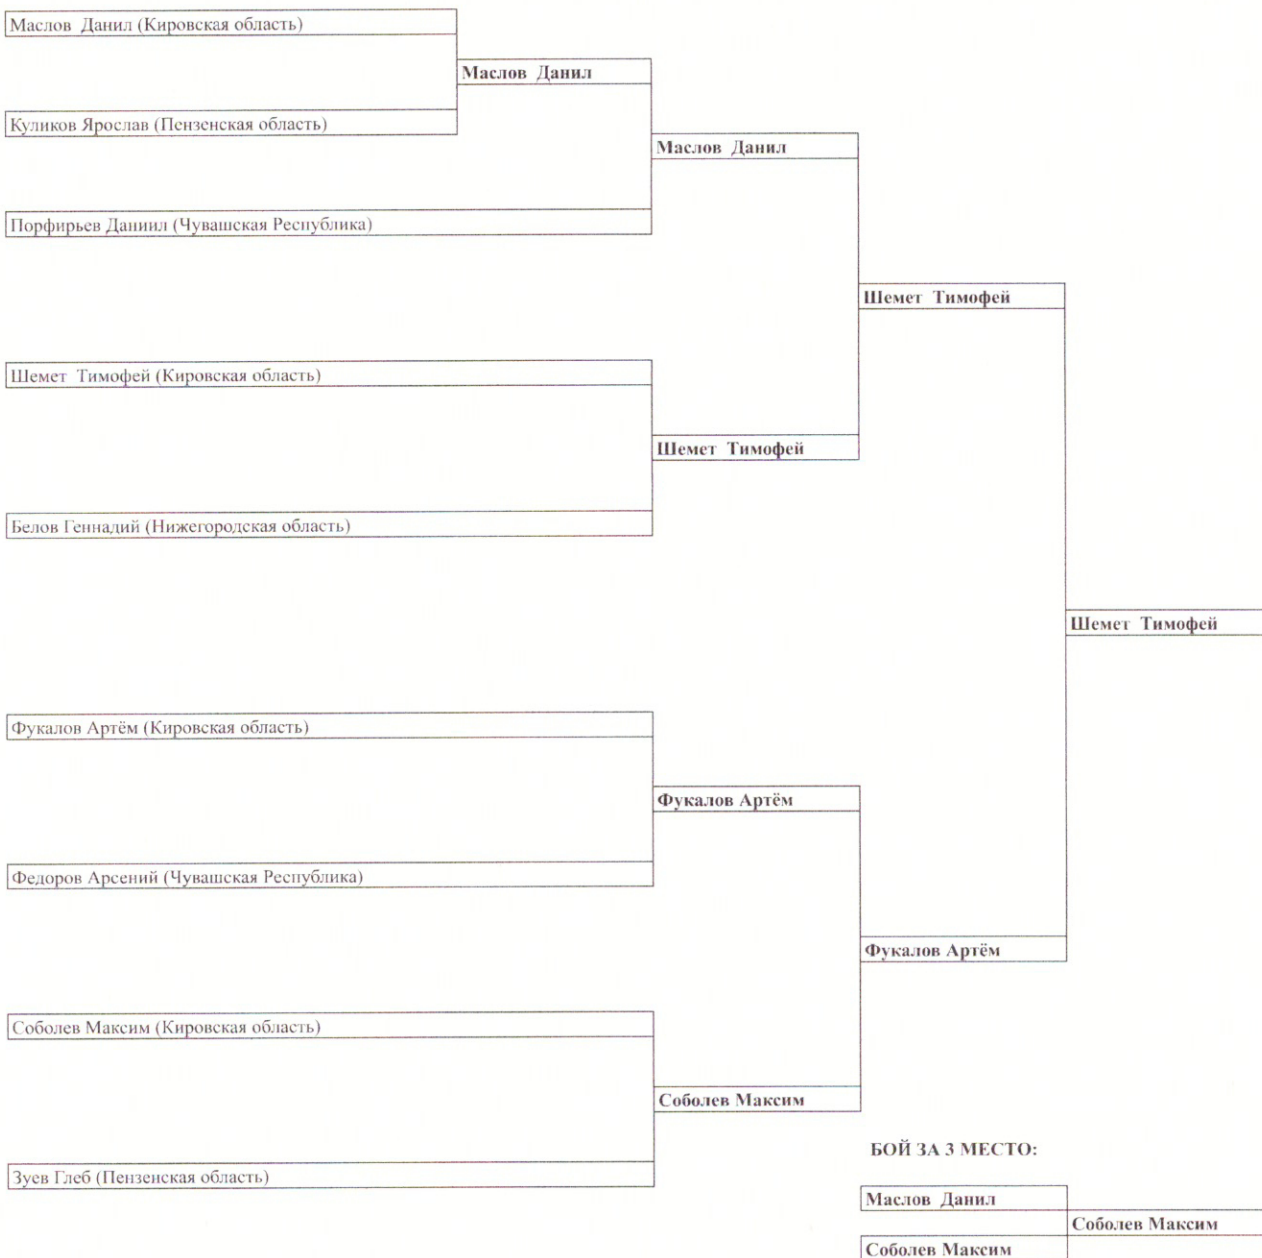 Маслов Данил (Кировская область)
Маслов Данил
Куликов Ярослав (Пензенская область)
Маслов Данил
Порфирьев Даниил (Чувашская Республика)
Шемет Тимофей
Шемет Тимофей (Кировская область)
Шемет Тимофей
Белов Геннадий (Нижегородская область)
Шемет Тимофей
Фукалов Артём (Кировская область)
Фукалов Артём
Федоров Арсений (Чувашская Республика)
Фукалов Артём
Соболев Максим (Кировская область)
Соболев Максим
Зуев Глеб (Пензенская область)
БОЙ ЗА 3 МЕСТО:
Маслов Данил
Соболев Максим
Соболев Максим